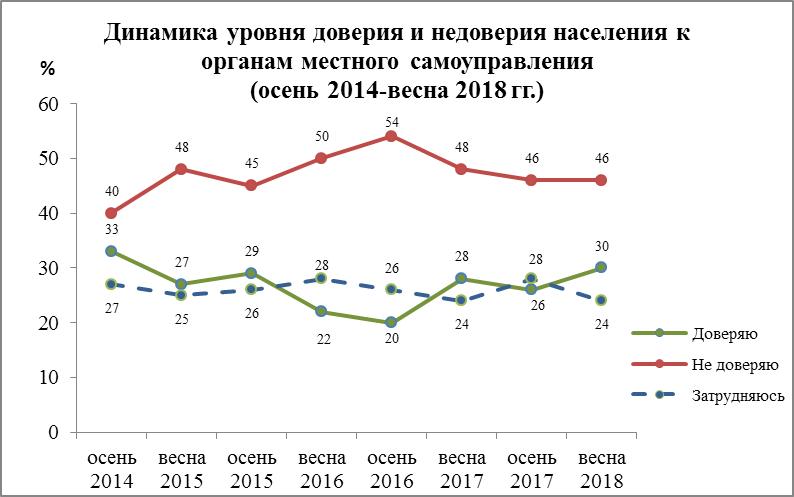 Динамика уровня доверия и недоверия населения к
органам местного самоуправления
(осень 2014-весна 2018 гг.)
%
60
50
40
30
20
10
0
40 48 45 50 54 48 46 46
33 27 29 28 26 28 28 30
27 25 26 22 20 24 26 24
Доверяю
Не доверяю
Затрудняюсь
осень весна осень весна осень весна осень весна
2014 2015 2015 2016 2016 2017 2017 2018